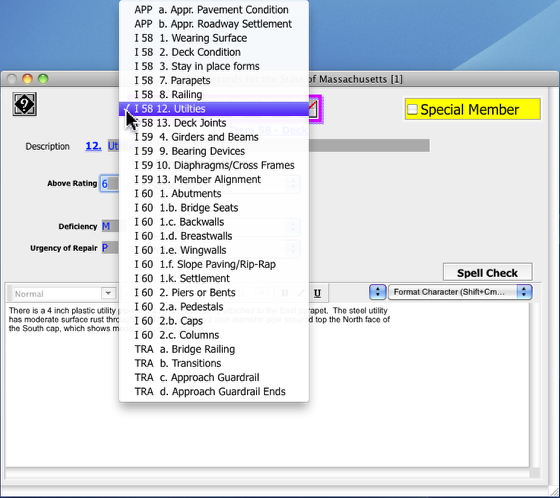 APP a. Appr. Pavement Condition
APP b. Appr. Roadway Settlement
I 58 1. Wearing Surface
I 58 2. Deck Condition
I 58 3. Stay in place forms
I 58 7. Parapets
I 58 8. Railing
✓ I 58 12. Utilties
I 58 13. Deck Joints
I 59 4. Girders and Beams
I 59 9. Bearing Devices
I 59 10. Diaphragms/Cross Frames
I 59 13. Member Alignment
I 60 1. Abutments
I 60 1.b. Bridge Seats
I 60 1.c. Backwalls
I 60 1.d. Breastwalls
I 60 1.e. Wingwalls
I 60 1.f. Slope Paving/Rip-Rap
I 60 1.k. Settlement
I 60 2. Piers or Bents
I 60 2.a. Pedestals
I 60 2.b. Caps
I 60 2.c. Columns
TRA a. Bridge Railing
TRA b. Transitions
TRA c. Approach Guardrail
TRA d. Approach Guardrail Ends
of Massachusetts [1]
9
Special Member
Description 12. Ut
Above Rating 6
Deficiency M
Urgency of Repair P
Spell Check
Normal
B I U
Format Character (Shift+Cm...
There is a 4 inch plastic utility parapet. The steel utility
has moderate surface rust top the North face of
the South cap, which shows m